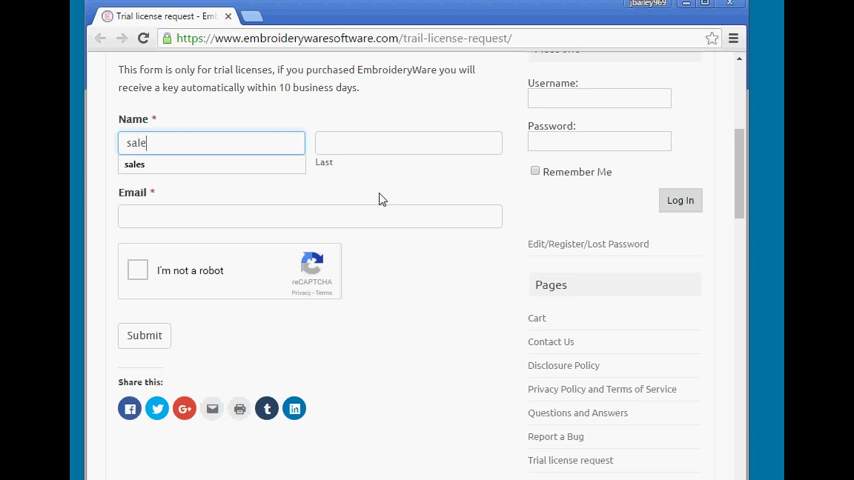 jbailey969
Trial license request - Emb
https://www.embroiderywaresoftware.com/trail-license-request/
This form is only for trial licenses, if you purchased EmbroideryWare you will
receive a key automatically within 10 business days.
Name *
sale
sales
Last
Email *
I'm not a robot
reCAPTCHA
Privacy - Terms
Submit
Share this:
Username:
Password:
Remember Me
Log In
Edit/Register/Lost Password
Pages
Cart
Contact Us
Disclosure Policy
Privacy Policy and Terms of Service
Questions and Answers
Report a Bug
Trial license request